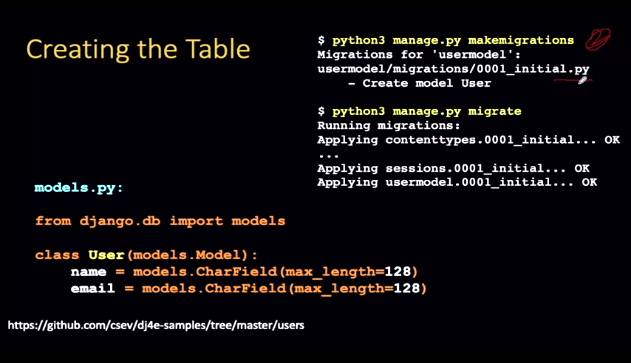 Creating the Table
$ python3 manage.py makemigrations
Migrations for 'usermodel':
usermodel/migrations/0001_initial.py
- Create model User
$ python3 manage.py migrate
Running migrations:
Applying contenttypes.0001_initial... OK
...
Applying sessions.0001_initial... OK
Applying usermodel.0001_initial... OK
models.py:
from django.db import models
class User(models.Model):
name = models.CharField(max_length=128)
email = models.CharField(max_length=128)
https://github.com/csev/dj4e-samples/tree/master/users